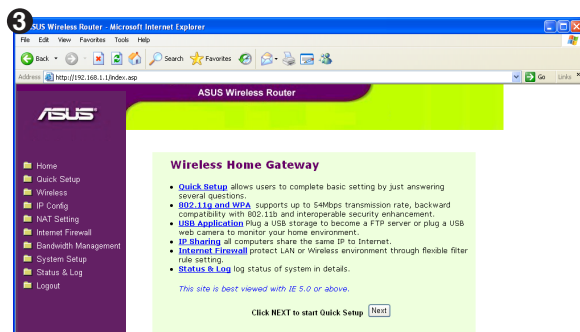 3
ASUS Wireless Router - Microsoft Internet Explorer
File Edit View Favorites Tools Help
Back Search Favorites
Address http://192.168.1.1/index.asp Go Links
ASUS Wireless Router
ASUS
Home
Quick Setup
Wireless
IP Config
NAT Setting
Internet Firewall
Bandwidth Management
System Setup
Status & Log
Logout
Wireless Home Gateway
• Quick Setup allows users to complete basic setting by just answering
several questions.
• 802.11g and WPA supports up to 54Mbps transmission rate, backward
compatibility with 802.11b and interoperable security enhancement.
• USB Application Plug a USB storage to become a FTP server or plug a USB
web camera to monitor your home environment.
• IP Sharing all computers share the same IP to Internet.
• Internet Firewall protect LAN or Wireless environment through flexible filter
rule setting.
• Status & Log log status of system in details.
This site is best viewed with IE 5.0 or above.
Click NEXT to start Quick Setup Next